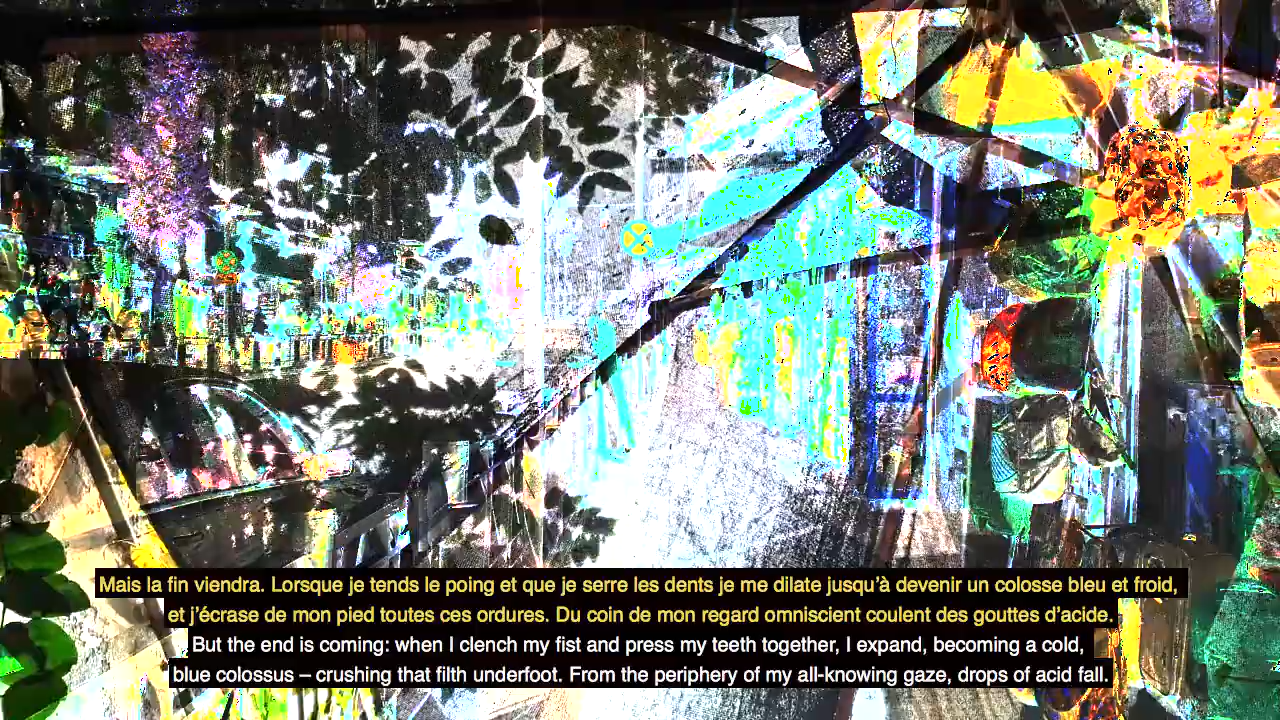 Mais la fin viendra. Lorsque je tends le poing et que je serre les dents je me dilate jusqu’à devenir un colosse bleu et froid,
et j’écrase de mon pied toutes ces ordures. Du coin de mon regard omniscient coulent des gouttes d’acide.
But the end is coming: when I clench my fist and press my teeth together, I expand, becoming a cold,
blue colossus – crushing that filth underfoot. From the periphery of my all-knowing gaze, drops of acid fall.